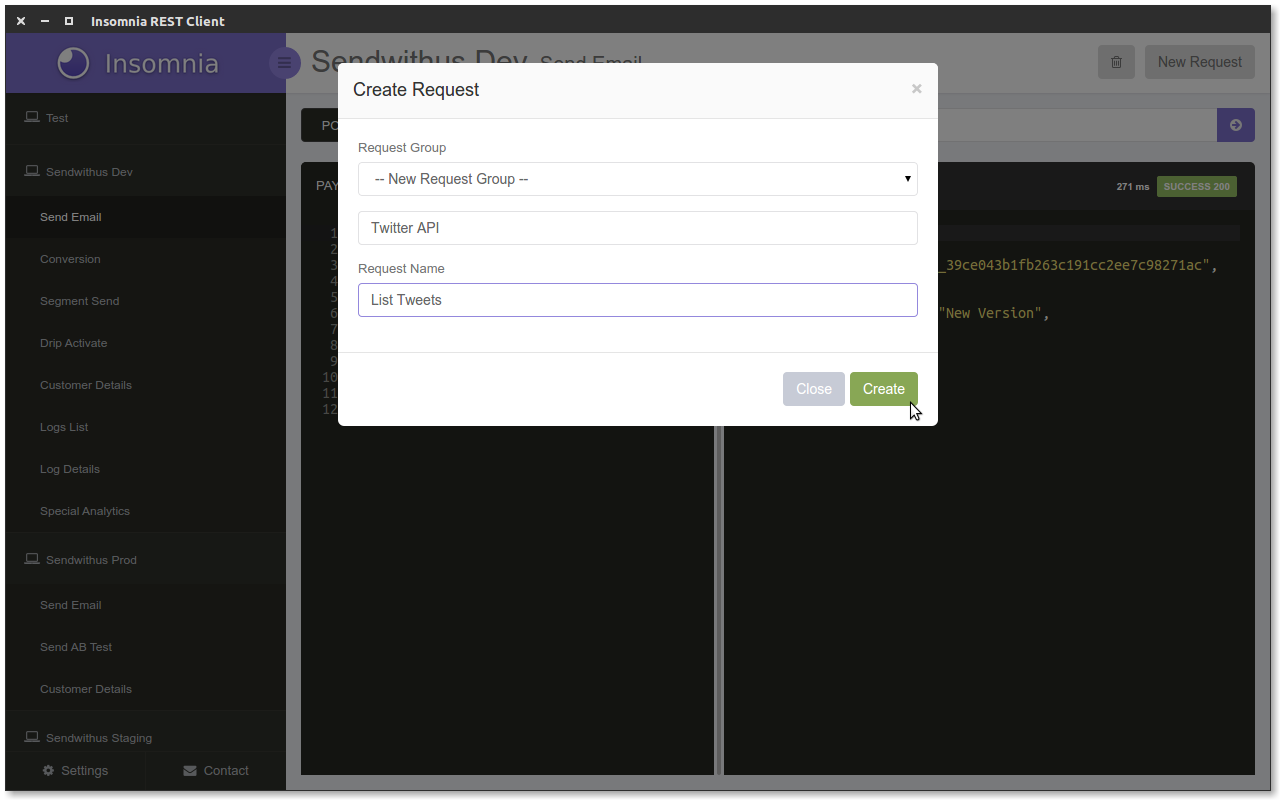 Insomnia REST Client
Insomnia
Test
Sendwithus Dev
Send Email
Conversion
Segment Send
Drip Activate
Customer Details
Logs List
Log Details
Special Analytics
Sendwithus Prod
Send Email
Send AB Test
Customer Details
Sendwithus Staging
Settings Contact
Sendwithus Dev Send Email
New Request
Create Request ×
Request Group
-- New Request Group --
Twitter API
Request Name
List Tweets
Close Create
PO
PAY
271 ms SUCCESS 200
1
2
3
4
5
6
7
8
9
10
11
12
_39ce043b1fb263c191cc2ee7c98271ac",
"New Version",